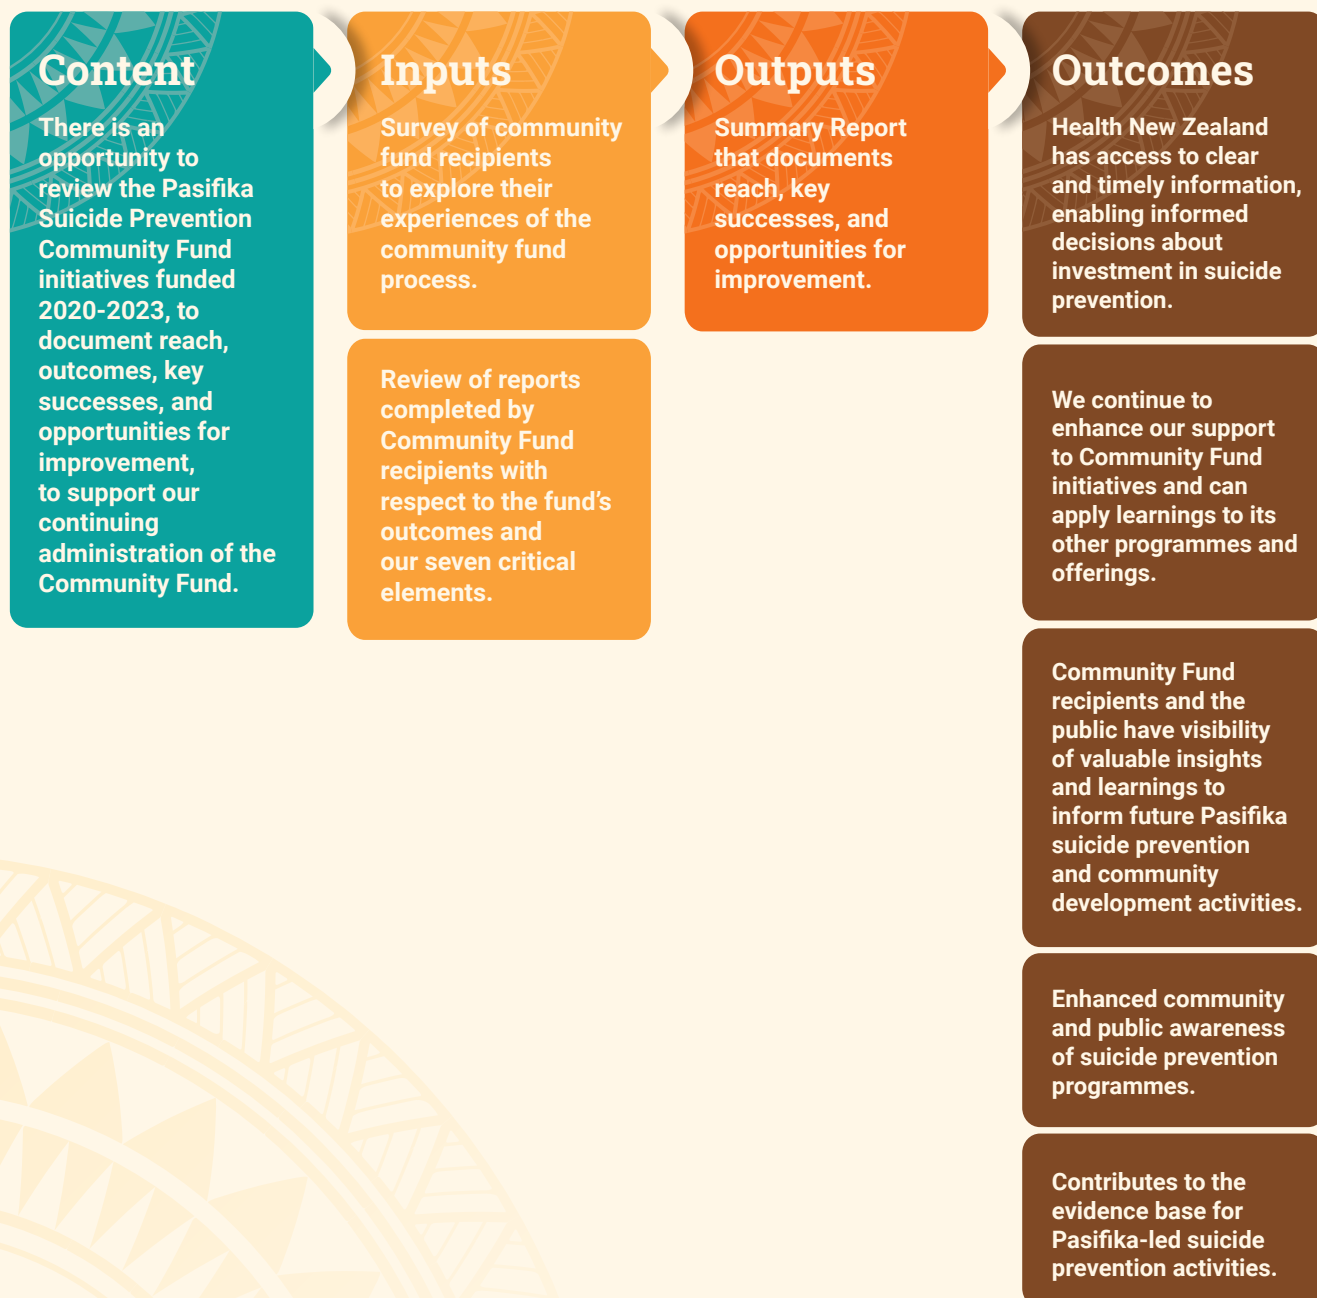 Content
There is an
opportunity to
review the Pasifika
Suicide Prevention
Community Fund
initiatives funded
2020-2023, to
document reach,
outcomes, key
successes, and
opportunities for
improvement,
to support our
continuing
administration of the
Community Fund.
Inputs
Survey of community
fund recipients
to explore their
experiences of the
community fund
process.
Review of reports
completed by
Community Fund
recipients with
respect to the fund’s
outcomes and
our seven critical
elements.
Outputs
Summary Report
that documents
reach, key
successes, and
opportunities for
improvement.
Outcomes
Health New Zealand
has access to clear
and timely information,
enabling informed
decisions about
investment in suicide
prevention.
We continue to
enhance our support
to Community Fund
initiatives and can
apply learnings to its
other programmes and
offerings.
Community Fund
recipients and the
public have visibility
of valuable insights
and learnings to
inform future Pasifika
suicide prevention
and community
development activities.
Enhanced community
and public awareness
of suicide prevention
programmes.
Contributes to the
evidence base for
Pasifika-led suicide
prevention activities.